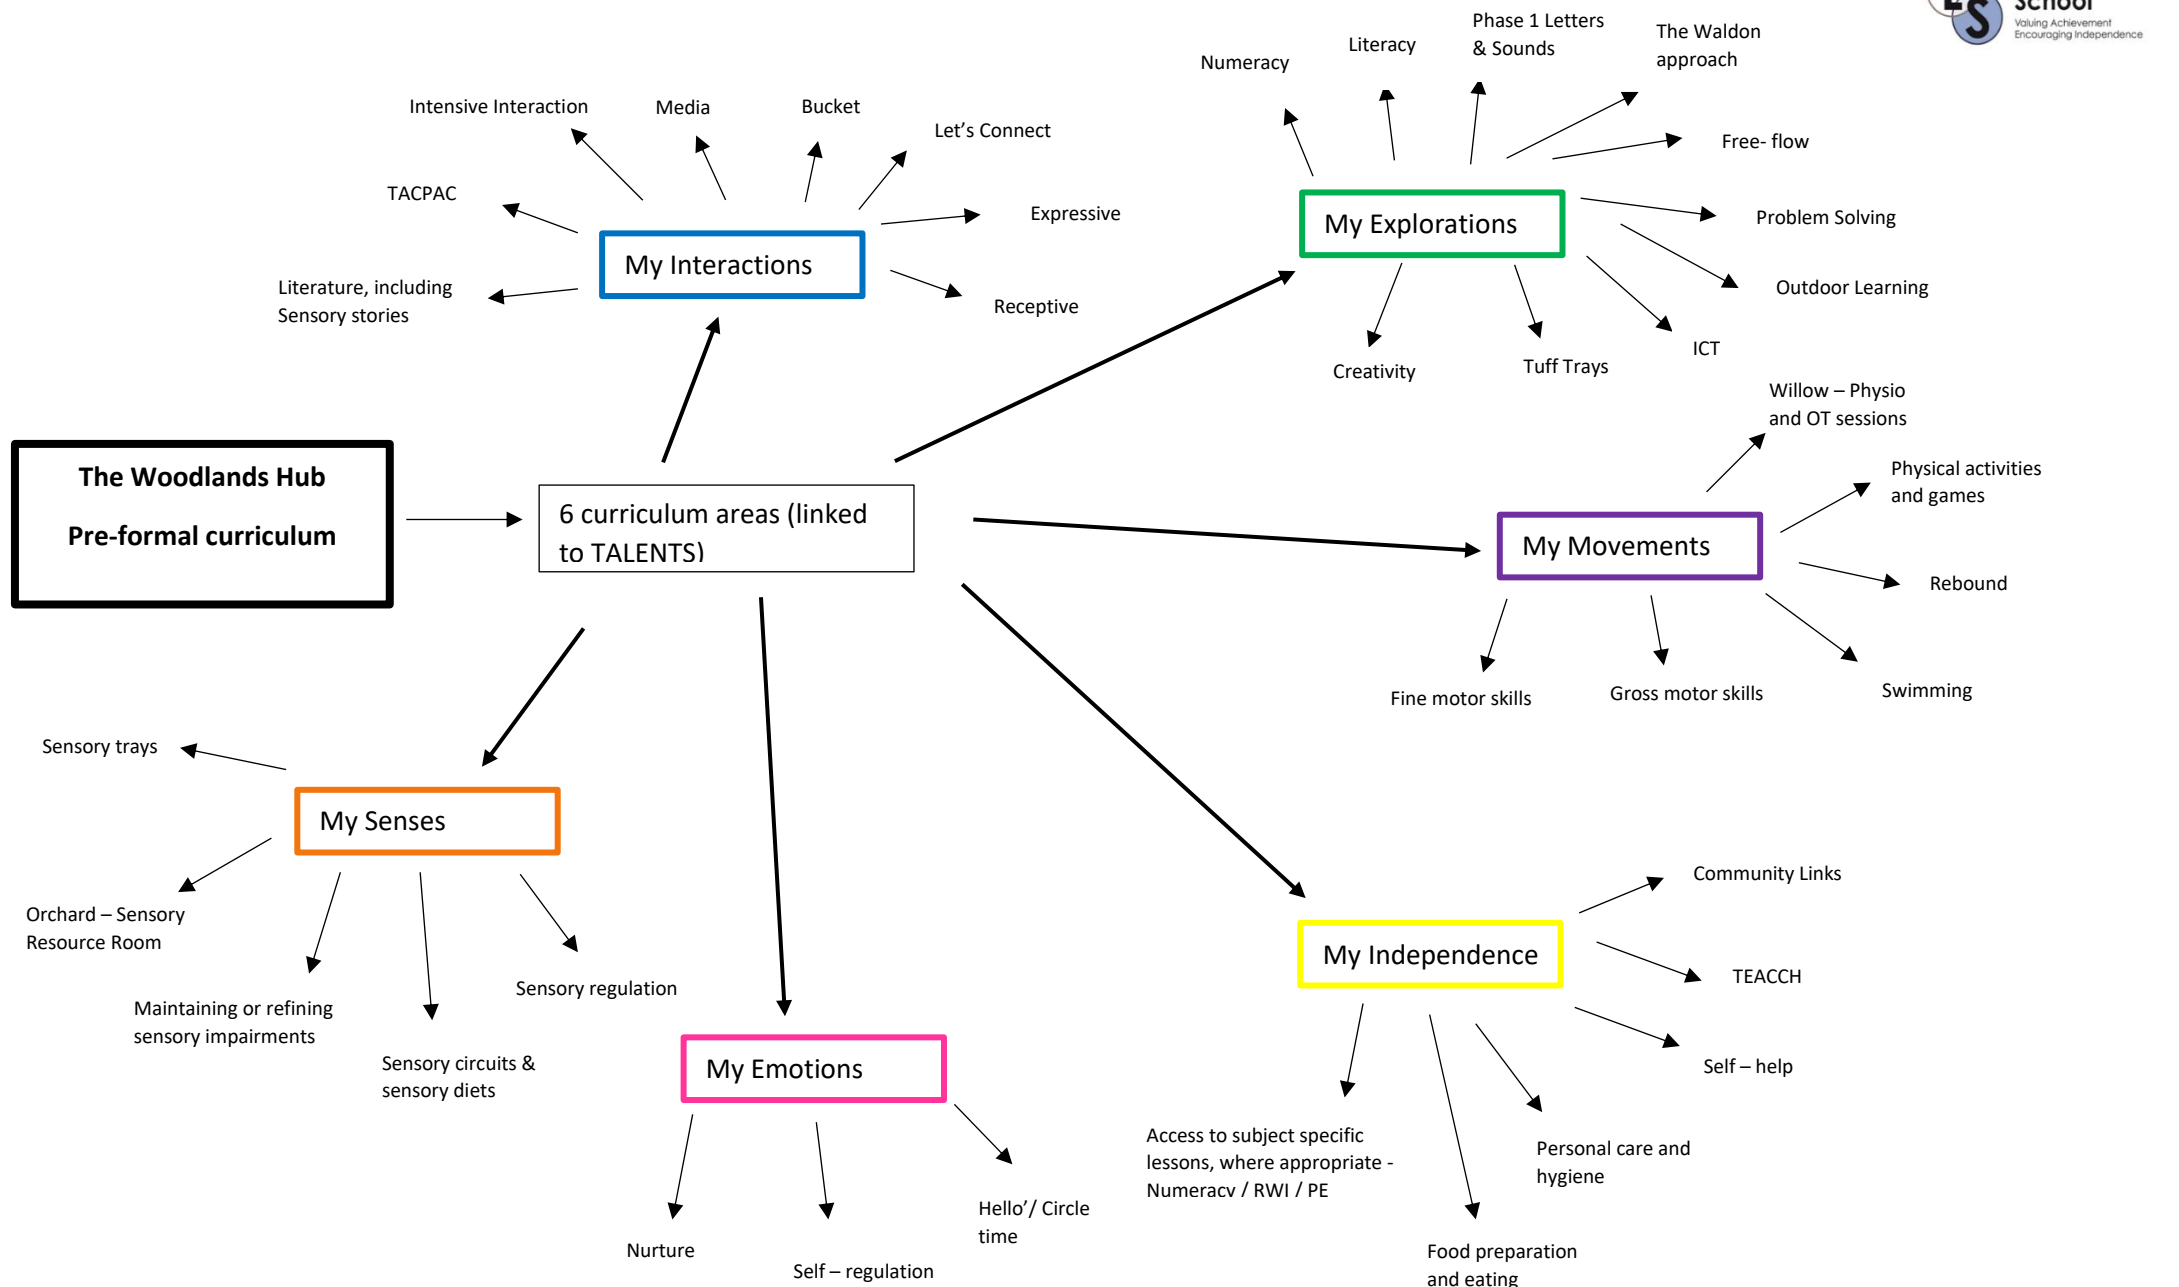 School
Valuing Achievement
Encouraging Independence
Phase 1 Letters
& Sounds
The Waldon
approach
Literacy
Numeracy
Intensive Interaction
Media
Bucket
Let's Connect
Free- flow
TACPAC
Expressive
My Explorations
Problem Solving
My Interactions
Literature, including
Sensory stories
Receptive
Outdoor Learning
ICT
Creativity
Tuff Trays
Willow – Physio
and OT sessions
The Woodlands Hub
Pre-formal curriculum
6 curriculum areas (linked
to TALENTS)
Physical activities
and games
My Movements
Rebound
Fine motor skills
Gross motor skills
Swimming
Sensory trays
My Senses
Orchard – Sensory
Resource Room
Maintaining or refining
sensory impairments
Sensory circuits &
sensory diets
Sensory regulation
Community Links
My Independence
TEACCH
Self – help
My Emotions
Access to subject specific
lessons, where appropriate -
Numeracy / RWI / PE
Personal care and
hygiene
Food preparation
and eating
Nurture
Self – regulation
Hello'/ Circle
time